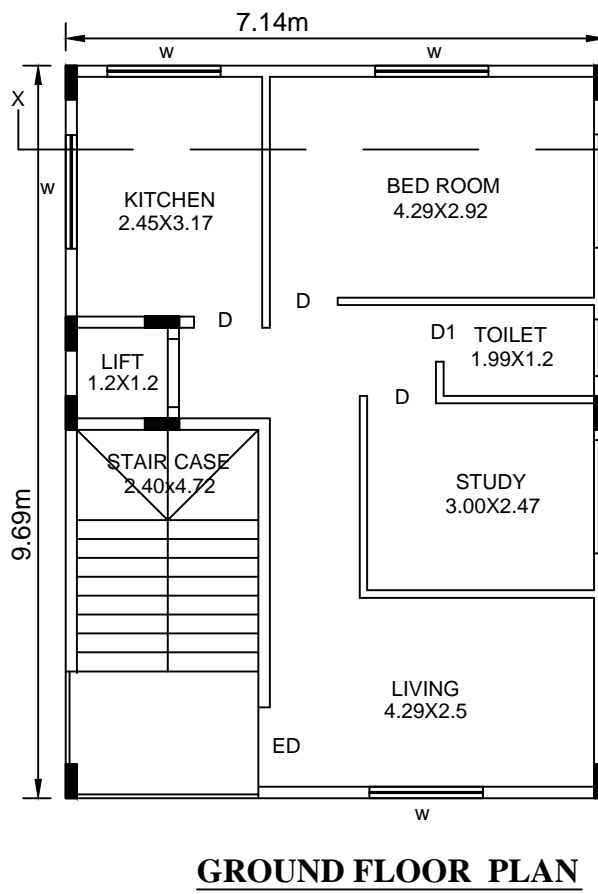 7.14m
w
w
X
w
KITCHEN
2.45X3.17
BED ROOM
4.29X2.92
D
D
D1
TOILET
1.99X1.2
LIFT
1.2X1.2
D
STAIR CASE
2.40x4.72
STUDY
3.00X2.47
9.69m
LIVING
4.29X2.5
ED
w
GROUND FLOOR PLAN